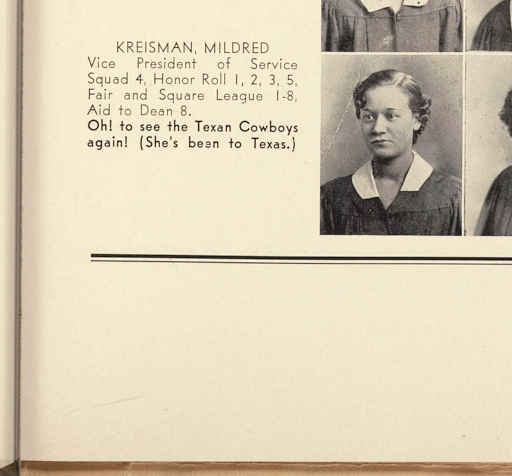 KREISMAN, MILDRED
Vice President of Service
Squad 4, Honor Roll 1, 2, 3, 5,
Fair and Square League 1-8,
Aid to Dean 8.
Oh! to see the Texan Cowboys
again! (She's been to Texas.)